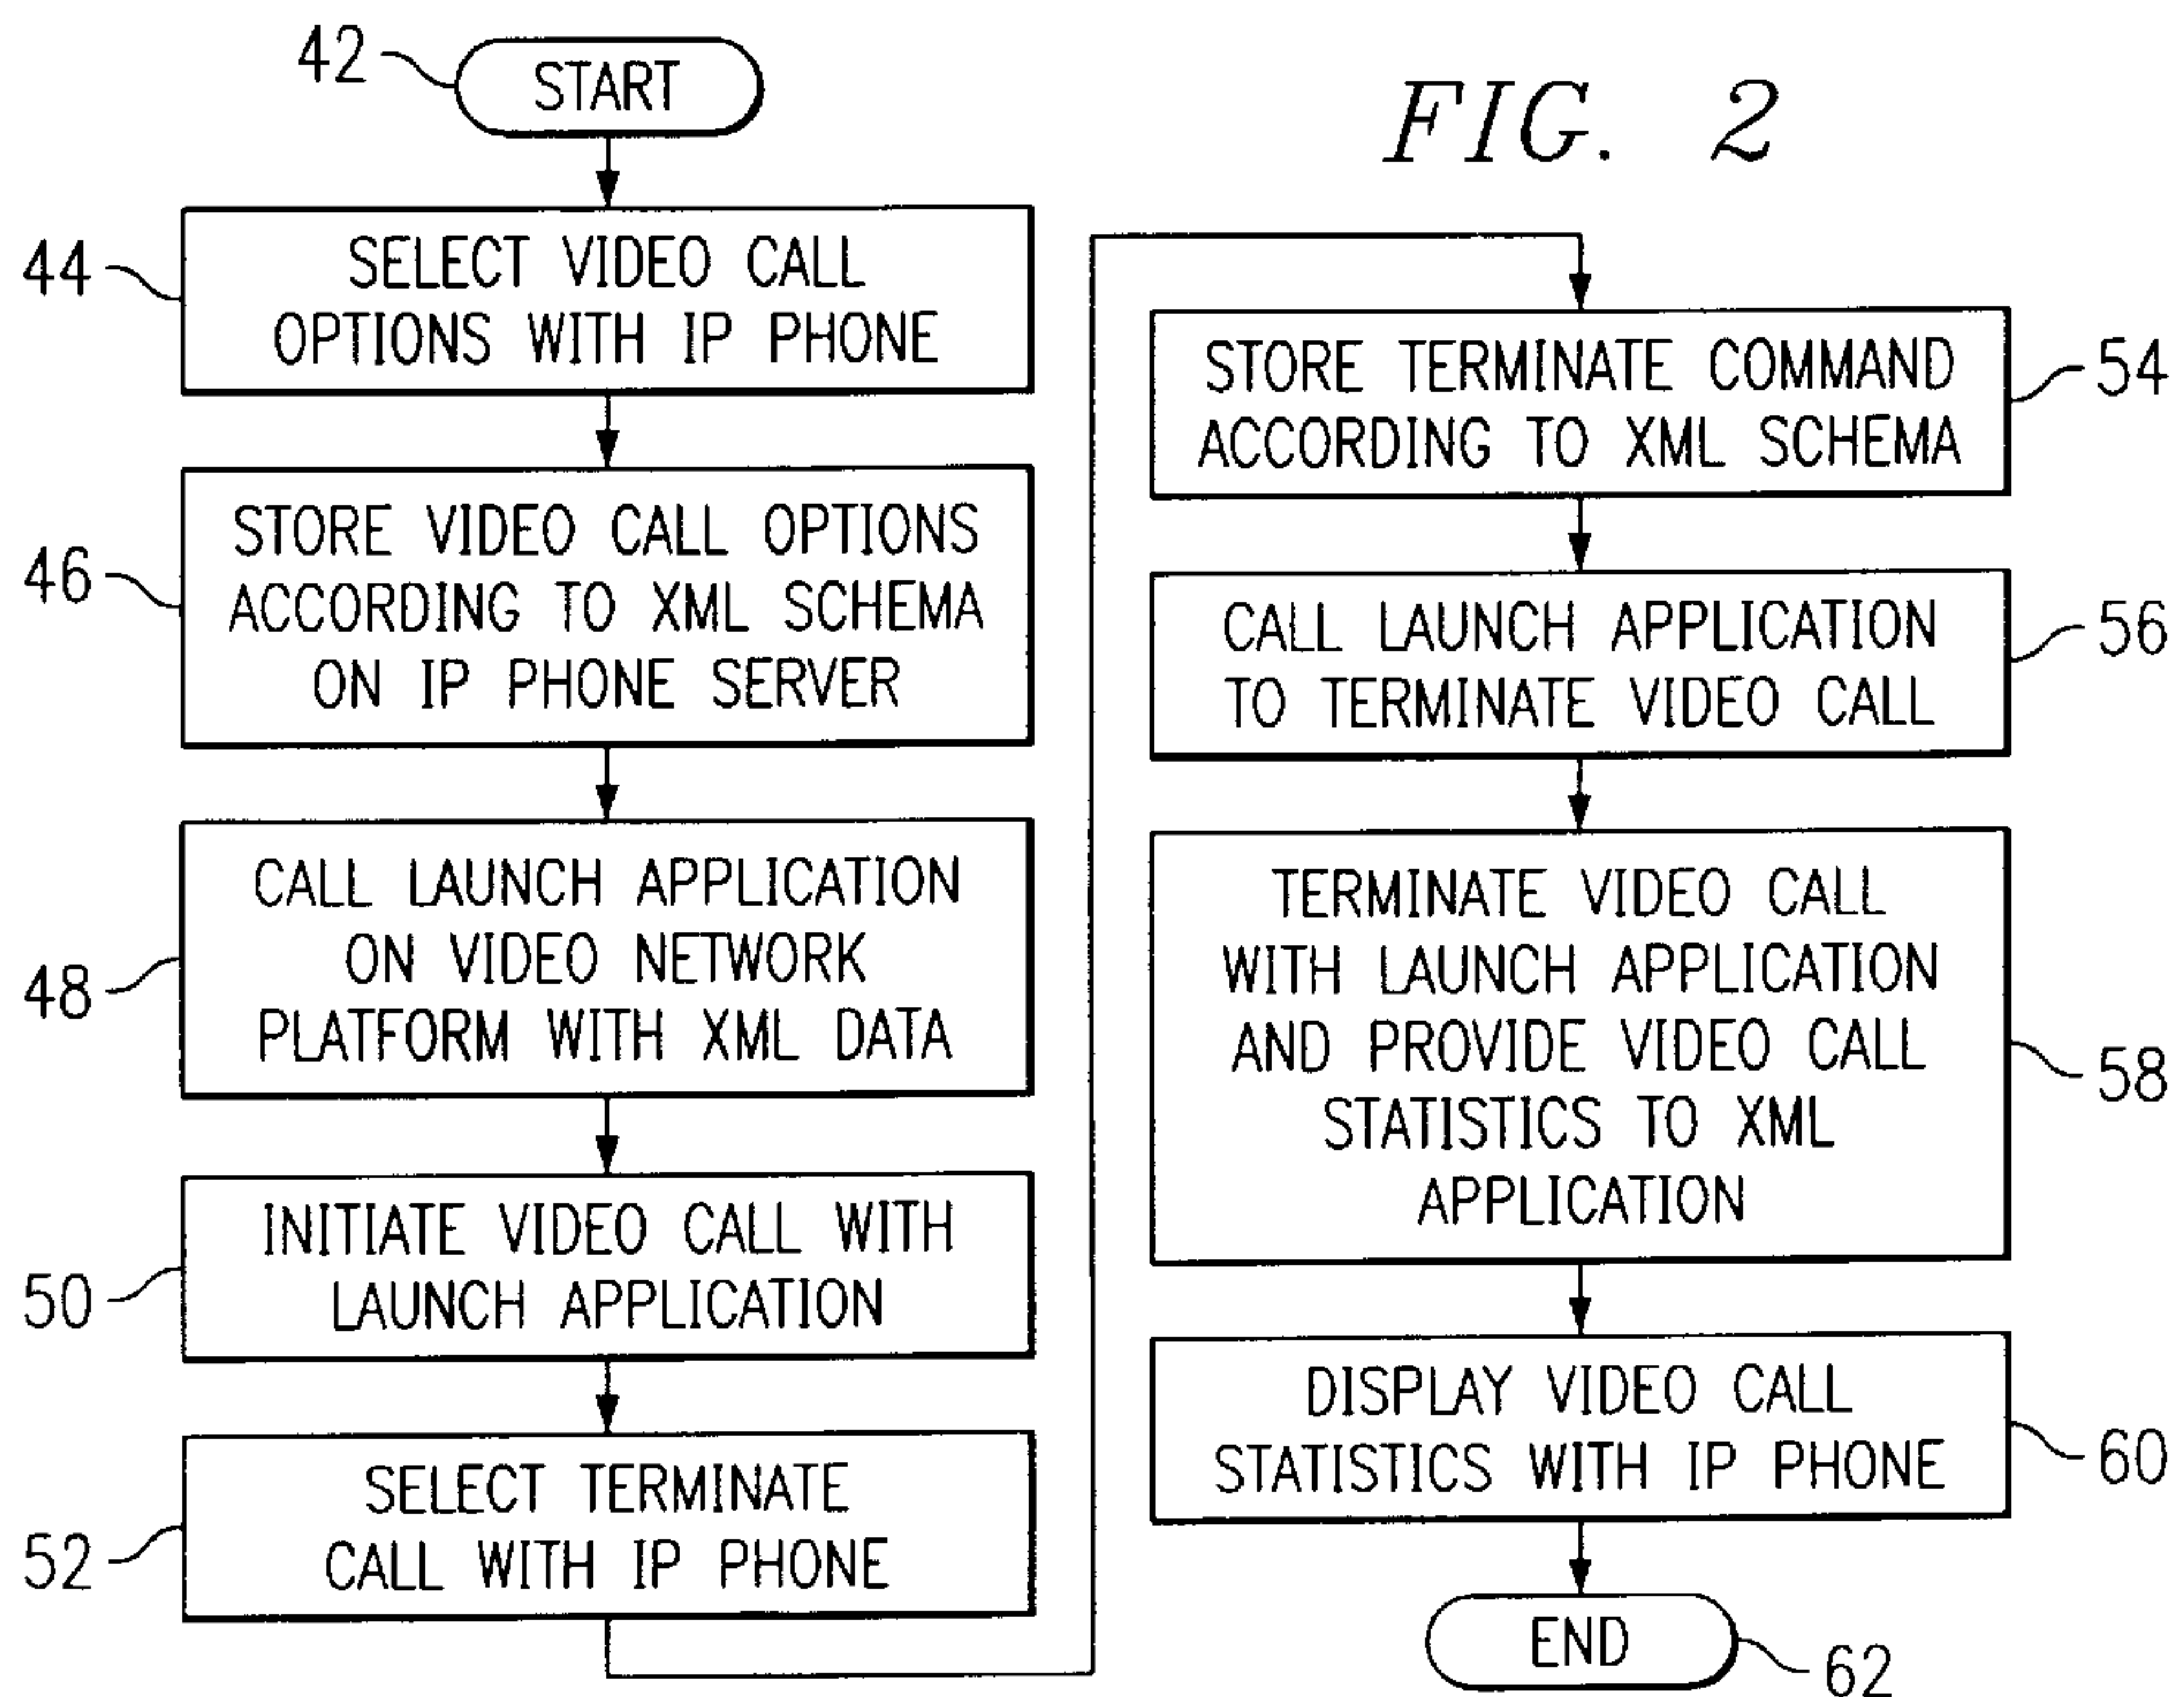 42
START
FIG. 2
44
SELECT VIDEO CALL
OPTIONS WITH IP PHONE
46
STORE VIDEO CALL OPTIONS
ACCORDING TO XML SCHEMA
ON IP PHONE SERVER
48
CALL LAUNCH APPLICATION
ON VIDEO NETWORK
PLATFORM WITH XML DATA
50
INITIATE VIDEO CALL WITH
LAUNCH APPLICATION
52
SELECT TERMINATE
CALL WITH IP PHONE
STORE TERMINATE COMMAND
ACCORDING TO XML SCHEMA
54
CALL LAUNCH APPLICATION
TO TERMINATE VIDEO CALL
56
TERMINATE VIDEO CALL
WITH LAUNCH APPLICATION
AND PROVIDE VIDEO CALL
STATISTICS TO XML
APPLICATION
58
DISPLAY VIDEO CALL
STATISTICS WITH IP PHONE
60
END
62